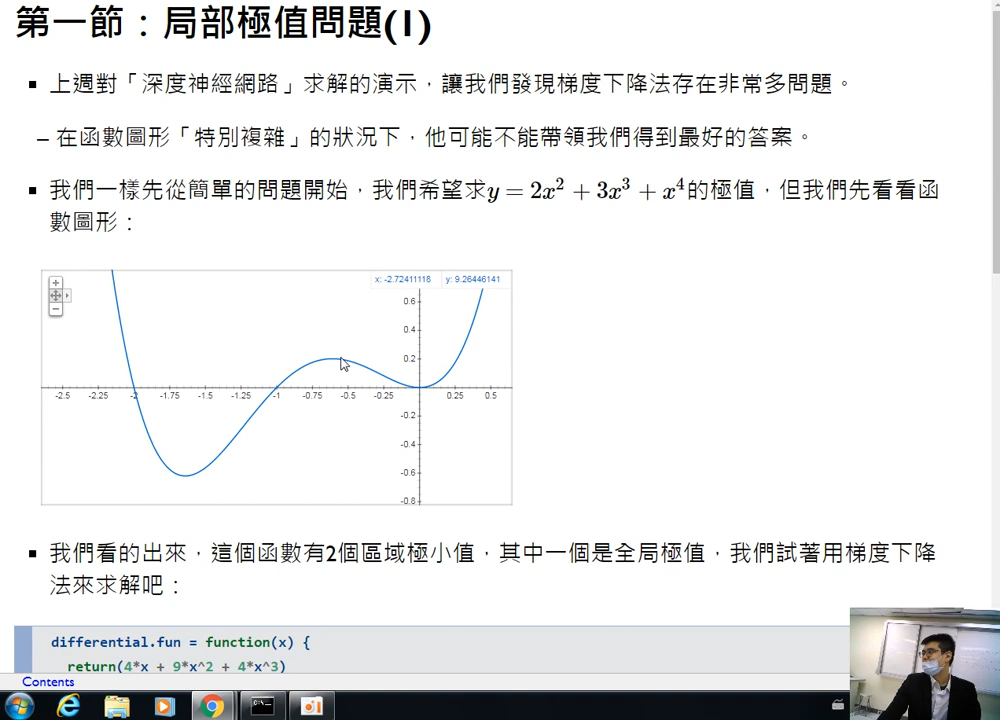 第一節：局部極值問題(1)
▪ 上週對「深度神經網路」求解的演示，讓我們發現梯度下降法存在非常多問題。
– 在函數圖形「特別複雜」的狀況下，他可能不能帶領我們得到最好的答案。
▪ 我們一樣先從簡單的問題開始，我們希望求y = 2x² + 3x³ + x⁴的極值，但我們先看看函
數圖形：
x: -2.72411118 y: 9.26446141
0.6
0.4
0.2
-2.5 -2.25 -2 -1.75 -1.5 -1.25 -1 -0.75 -0.5 -0.25 0.25 0.5
-0.2
-0.4
-0.6
-0.8
▪ 我們看的出來，這個函數有2個區域極小值，其中一個是全局極值，我們試著用梯度下降
法來求解吧：
differential.fun = function(x) {
return(4*x + 9*x^2 + 4*x^3)
Contents